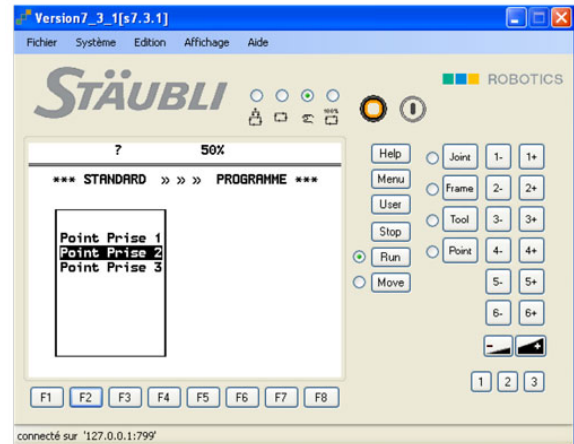 Version7_3_1[s7.3.1]
Fichier Système Edition Affichage Aide
STÄUBLI
ROBOTICS
100%
? 50%
*** STANDARD » » » PROGRAMME ***
Point Prise 1
Point Prise 2
Point Prise 3
Help
Menu
User
Stop
Run
Move
Joint 1- 1+
Frame 2- 2+
Tool 3- 3+
Point 4- 4+
5- 5+
6- 6+
- +
1 2 3
F1 F2 F3 F4 F5 F6 F7 F8
connecté sur '127.0.0.1:799'